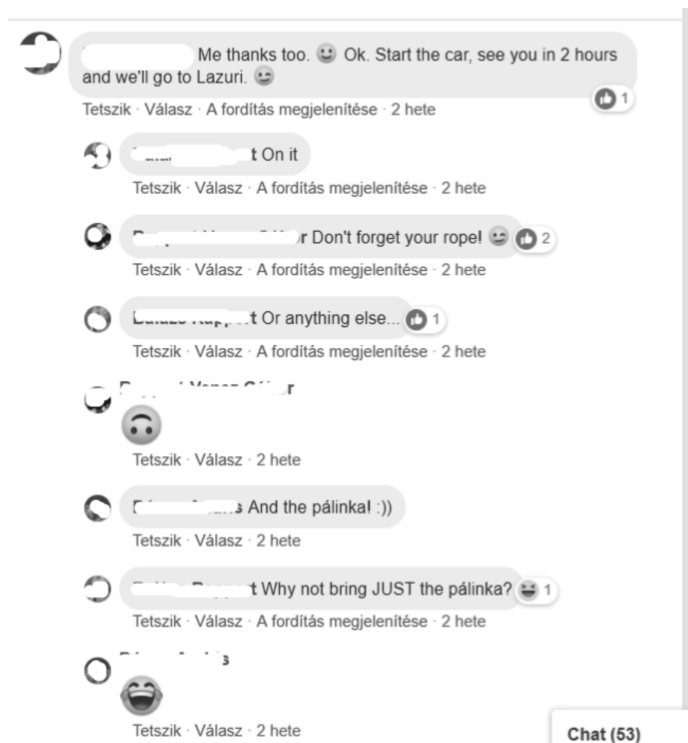 Me thanks too. Ok. Start the car, see you in 2 hours
and we'll go to Lazuri.
1
Tetszik · Válasz · A fordítás megjelenítése · 2 hete
On it
Tetszik · Válasz · A fordítás megjelenítése · 2 hete
Don't forget your rope! 2
Tetszik · Válasz · A fordítás megjelenítése · 2 hete
Or anything else... 1
Tetszik · Válasz · A fordítás megjelenítése · 2 hete
Tetszik · Válasz · 2 hete
And the pálinka! :))
Tetszik · Válasz · 2 hete
Why not bring JUST the pálinka? 1
Tetszik · Válasz · A fordítás megjelenítése · 2 hete
Tetszik · Válasz · 2 hete
Chat (53)